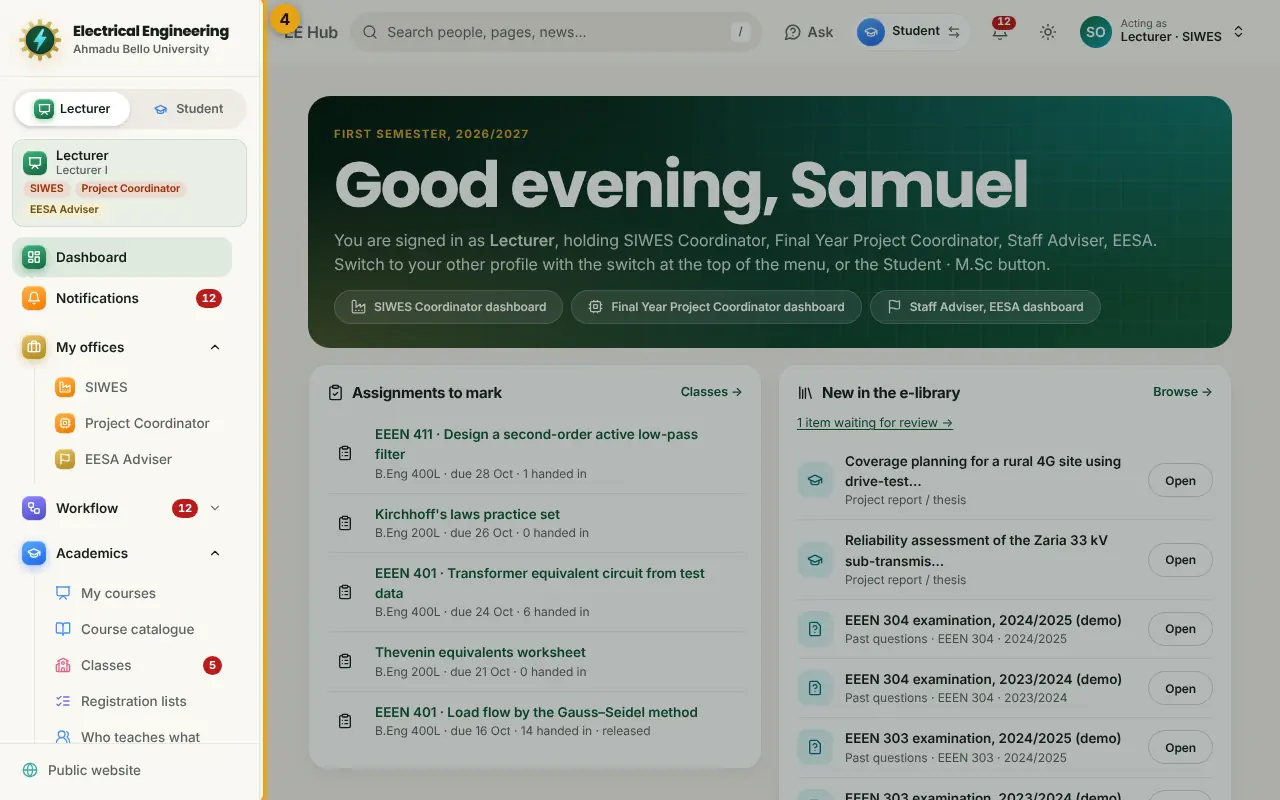 Electrical Engineering
Ahmadu Bello University
Lecturer
Student
Lecturer
Lecturer I
SIWES
Project Coordinator
EESA Adviser
Dashboard
Notifications
12
My offices
SIWES
Project Coordinator
EESA Adviser
Workflow
12
Academics
My courses
Course catalogue
Classes
5
Registration lists
Who teaches what
Public website
4
EE Hub
Search people, pages, news...
/
Ask
Student
12
SO
Acting as
Lecturer · SIWES
FIRST SEMESTER, 2026/2027
Good evening, Samuel
You are signed in as Lecturer, holding SIWES Coordinator, Final Year Project Coordinator, Staff Adviser, EESA.
Switch to your other profile with the switch at the top of the menu, or the Student · M.Sc button.
SIWES Coordinator dashboard
Final Year Project Coordinator dashboard
Staff Adviser, EESA dashboard
Assignments to mark
Classes →
EEEN 411 · Design a second-order active low-pass
filter
B.Eng 400L · due 28 Oct · 1 handed in
Kirchhoff's laws practice set
B.Eng 200L · due 26 Oct · 0 handed in
EEEN 401 · Transformer equivalent circuit from test
data
B.Eng 400L · due 24 Oct · 6 handed in
Thevenin equivalents worksheet
B.Eng 200L · due 21 Oct · 0 handed in
EEEN 401 · Load flow by the Gauss–Seidel method
B.Eng 400L · due 16 Oct · 14 handed in · released
New in the e-library
Browse →
1 item waiting for review →
Coverage planning for a rural 4G site using
drive-test...
Project report / thesis
Open
Reliability assessment of the Zaria 33 kV
sub-transmis...
Project report / thesis
Open
EEEN 304 examination, 2024/2025 (demo)
Past questions · EEEN 304 · 2024/2025
Open
EEEN 304 examination, 2023/2024 (demo)
Past questions · EEEN 304 · 2023/2024
Open
EEEN 303 examination, 2024/2025 (demo)
Past questions · EEEN 303 · 2024/2025
Open
EEEN 303 examination, 2023/2024 (demo)